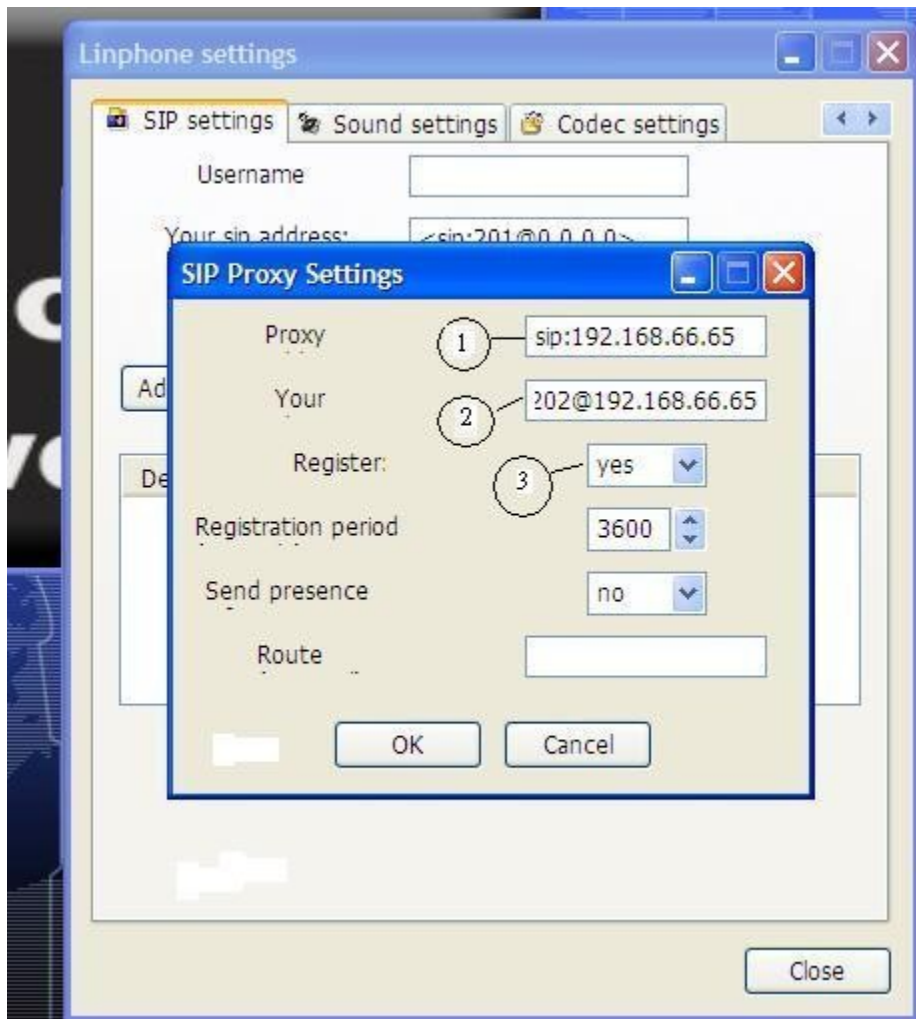 Linphone settings
SIP settings
Sound settings
Codec settings
Username
Your sip address:
<sip:201@0.0.0.0>
SIP Proxy Settings
Proxy
1
sip:192.168.66.65
Ad
Your
2
202@192.168.66.65
De
Register:
3
yes
Registration period
3600
Send presence
no
Route
OK
Cancel
Close